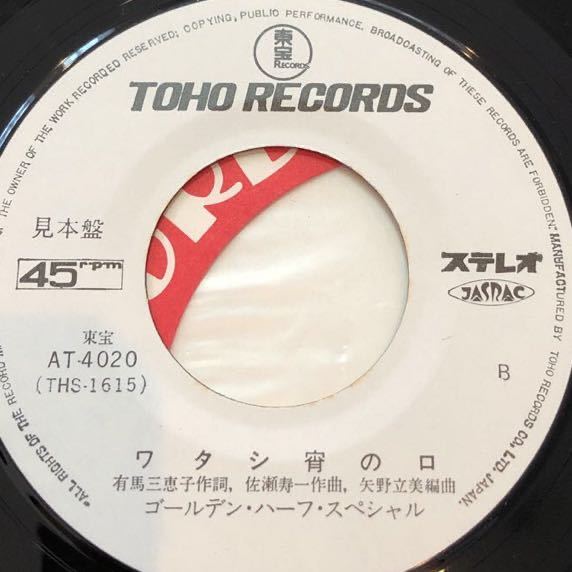 東宝
RECORDS
TOHO RECORDS
"ALL RIGHTS OF THE RECORD MA
THE OWNER OF THE WORK RECORDED RESERVED; COPYING, PUBLIC PERFORMANCE, BROADCASTING OF THESE RECORDS ARE FORBIDDEN." MANUFACTURED BY TOHO RECORDS CO., LTD. JAPAN.
見本盤
45rpm
ステレオ
JASRAC
東宝
AT-4020
(THS-1615)
B
ワタシ宵の口
有馬三恵子作詞, 佐瀬寿一作曲, 矢野立美編曲
ゴールデン・ハーフ・スペシャル
ORD